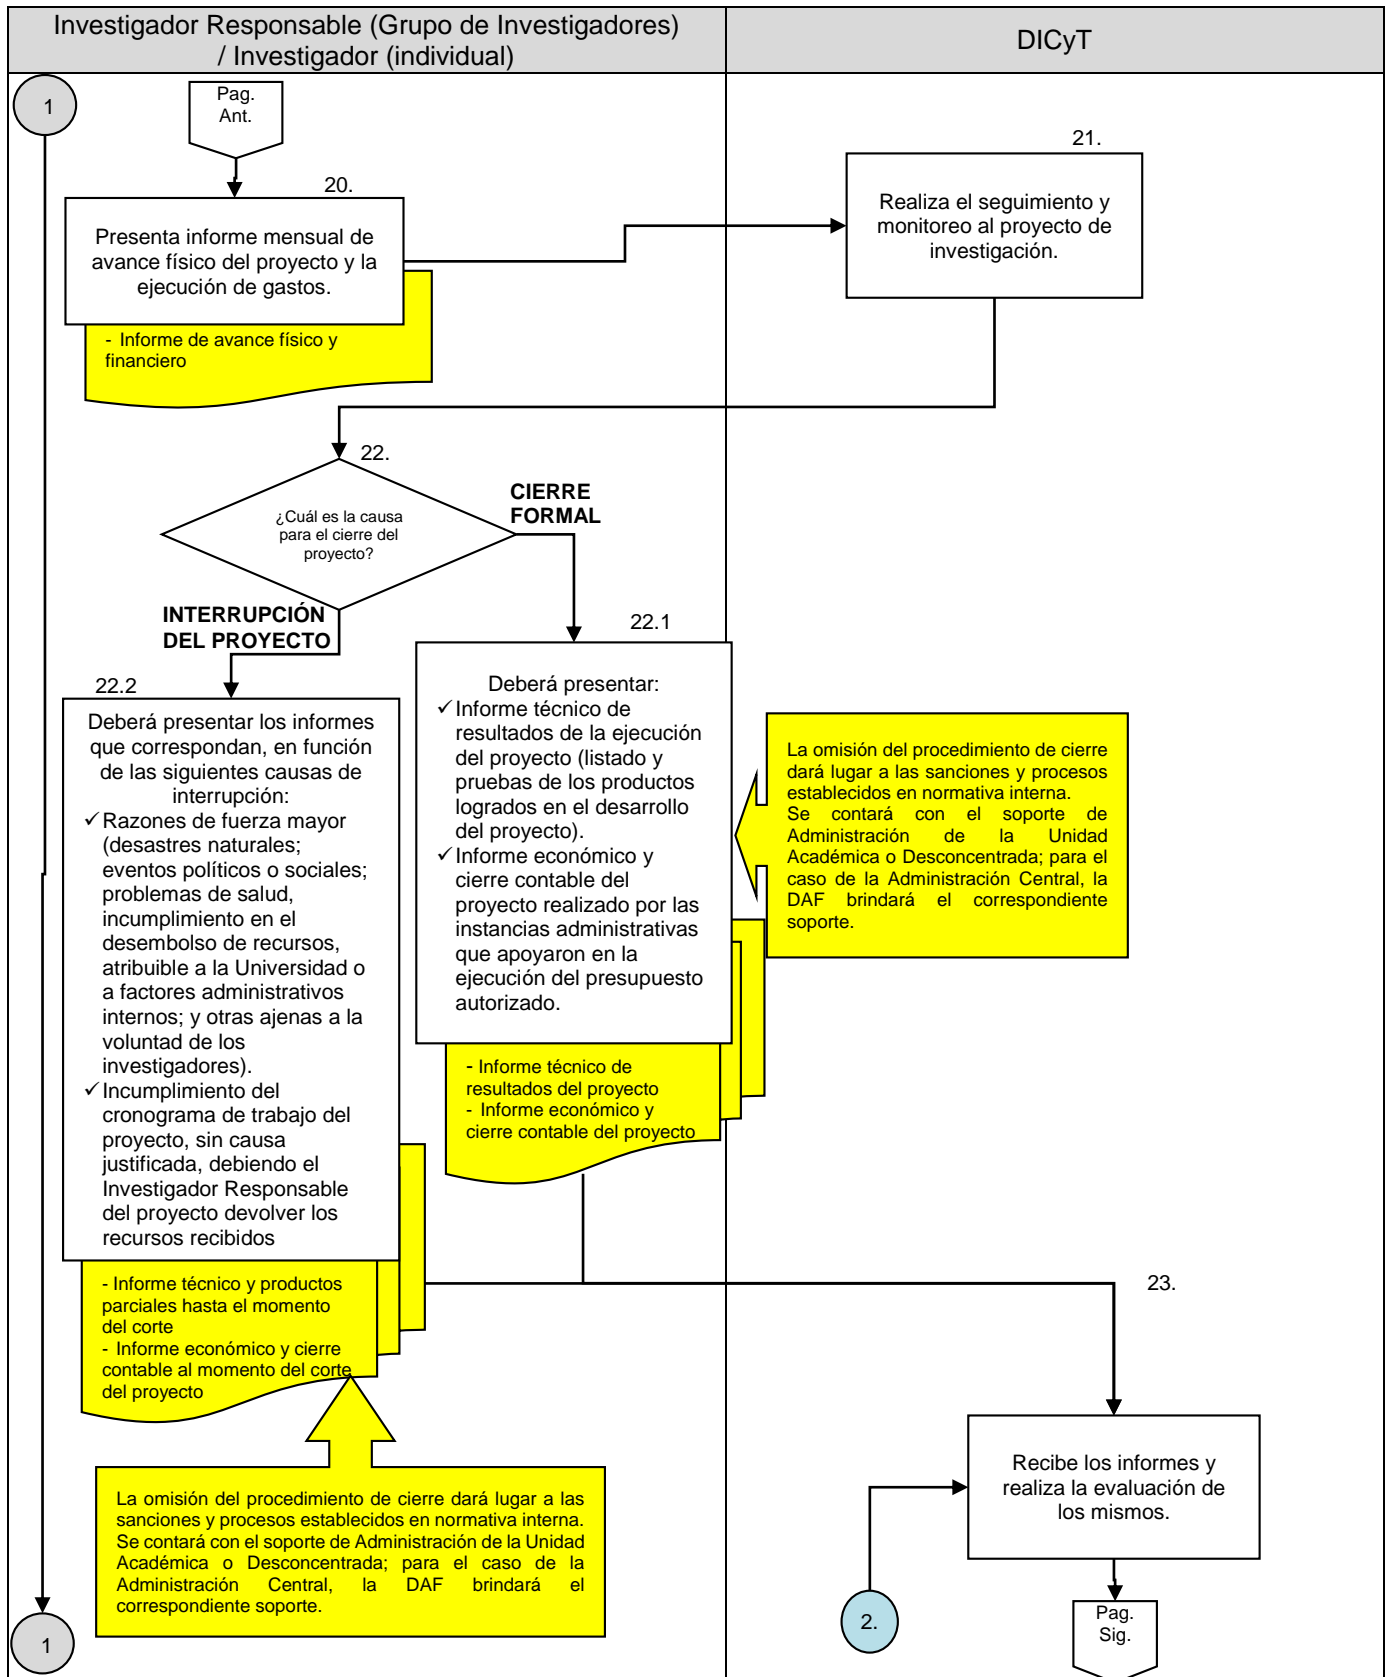 Investigador Responsable (Grupo de Investigadores)
/ Investigador (individual)
DICyT
1
Pag.
Ant.
20.
Presenta informe mensual de
avance físico del proyecto y la
ejecución de gastos.
- Informe de avance físico y
financiero
21.
Realiza el seguimiento y
monitoreo al proyecto de
investigación.
22.
¿Cuál es la causa
para el cierre del
proyecto?
CIERRE
FORMAL
INTERRUPCIÓN
DEL PROYECTO
22.1
Deberá presentar:
✓Informe técnico de
resultados de la ejecución
del proyecto (listado y
pruebas de los productos
logrados en el desarrollo
del proyecto).
✓Informe económico y
cierre contable del
proyecto realizado por las
instancias administrativas
que apoyaron en la
ejecución del presupuesto
autorizado.
- Informe técnico de
resultados del proyecto
- Informe económico y
cierre contable del proyecto
La omisión del procedimiento de cierre
dará lugar a las sanciones y procesos
establecidos en normativa interna.
Se contará con el soporte de
Administración de la Unidad
Académica o Desconcentrada; para el
caso de la Administración Central, la
DAF brindará el correspondiente
soporte.
22.2
Deberá presentar los informes
que correspondan, en función
de las siguientes causas de
interrupción:
✓Razones de fuerza mayor
(desastres naturales;
eventos políticos o sociales;
problemas de salud,
incumplimiento en el
desembolso de recursos,
atribuible a la Universidad o
a factores administrativos
internos; y otras ajenas a la
voluntad de los
investigadores).
✓Incumplimiento del
cronograma de trabajo del
proyecto, sin causa
justificada, debiendo el
Investigador Responsable
del proyecto devolver los
recursos recibidos
- Informe técnico y productos
parciales hasta el momento
del corte
- Informe económico y cierre
contable al momento del corte
del proyecto
La omisión del procedimiento de cierre dará lugar a las
sanciones y procesos establecidos en normativa interna.
Se contará con el soporte de Administración de la Unidad
Académica o Desconcentrada; para el caso de la
Administración Central, la DAF brindará el
correspondiente soporte.
23.
Recibe los informes y
realiza la evaluación de
los mismos.
2.
Pag.
Sig.
1